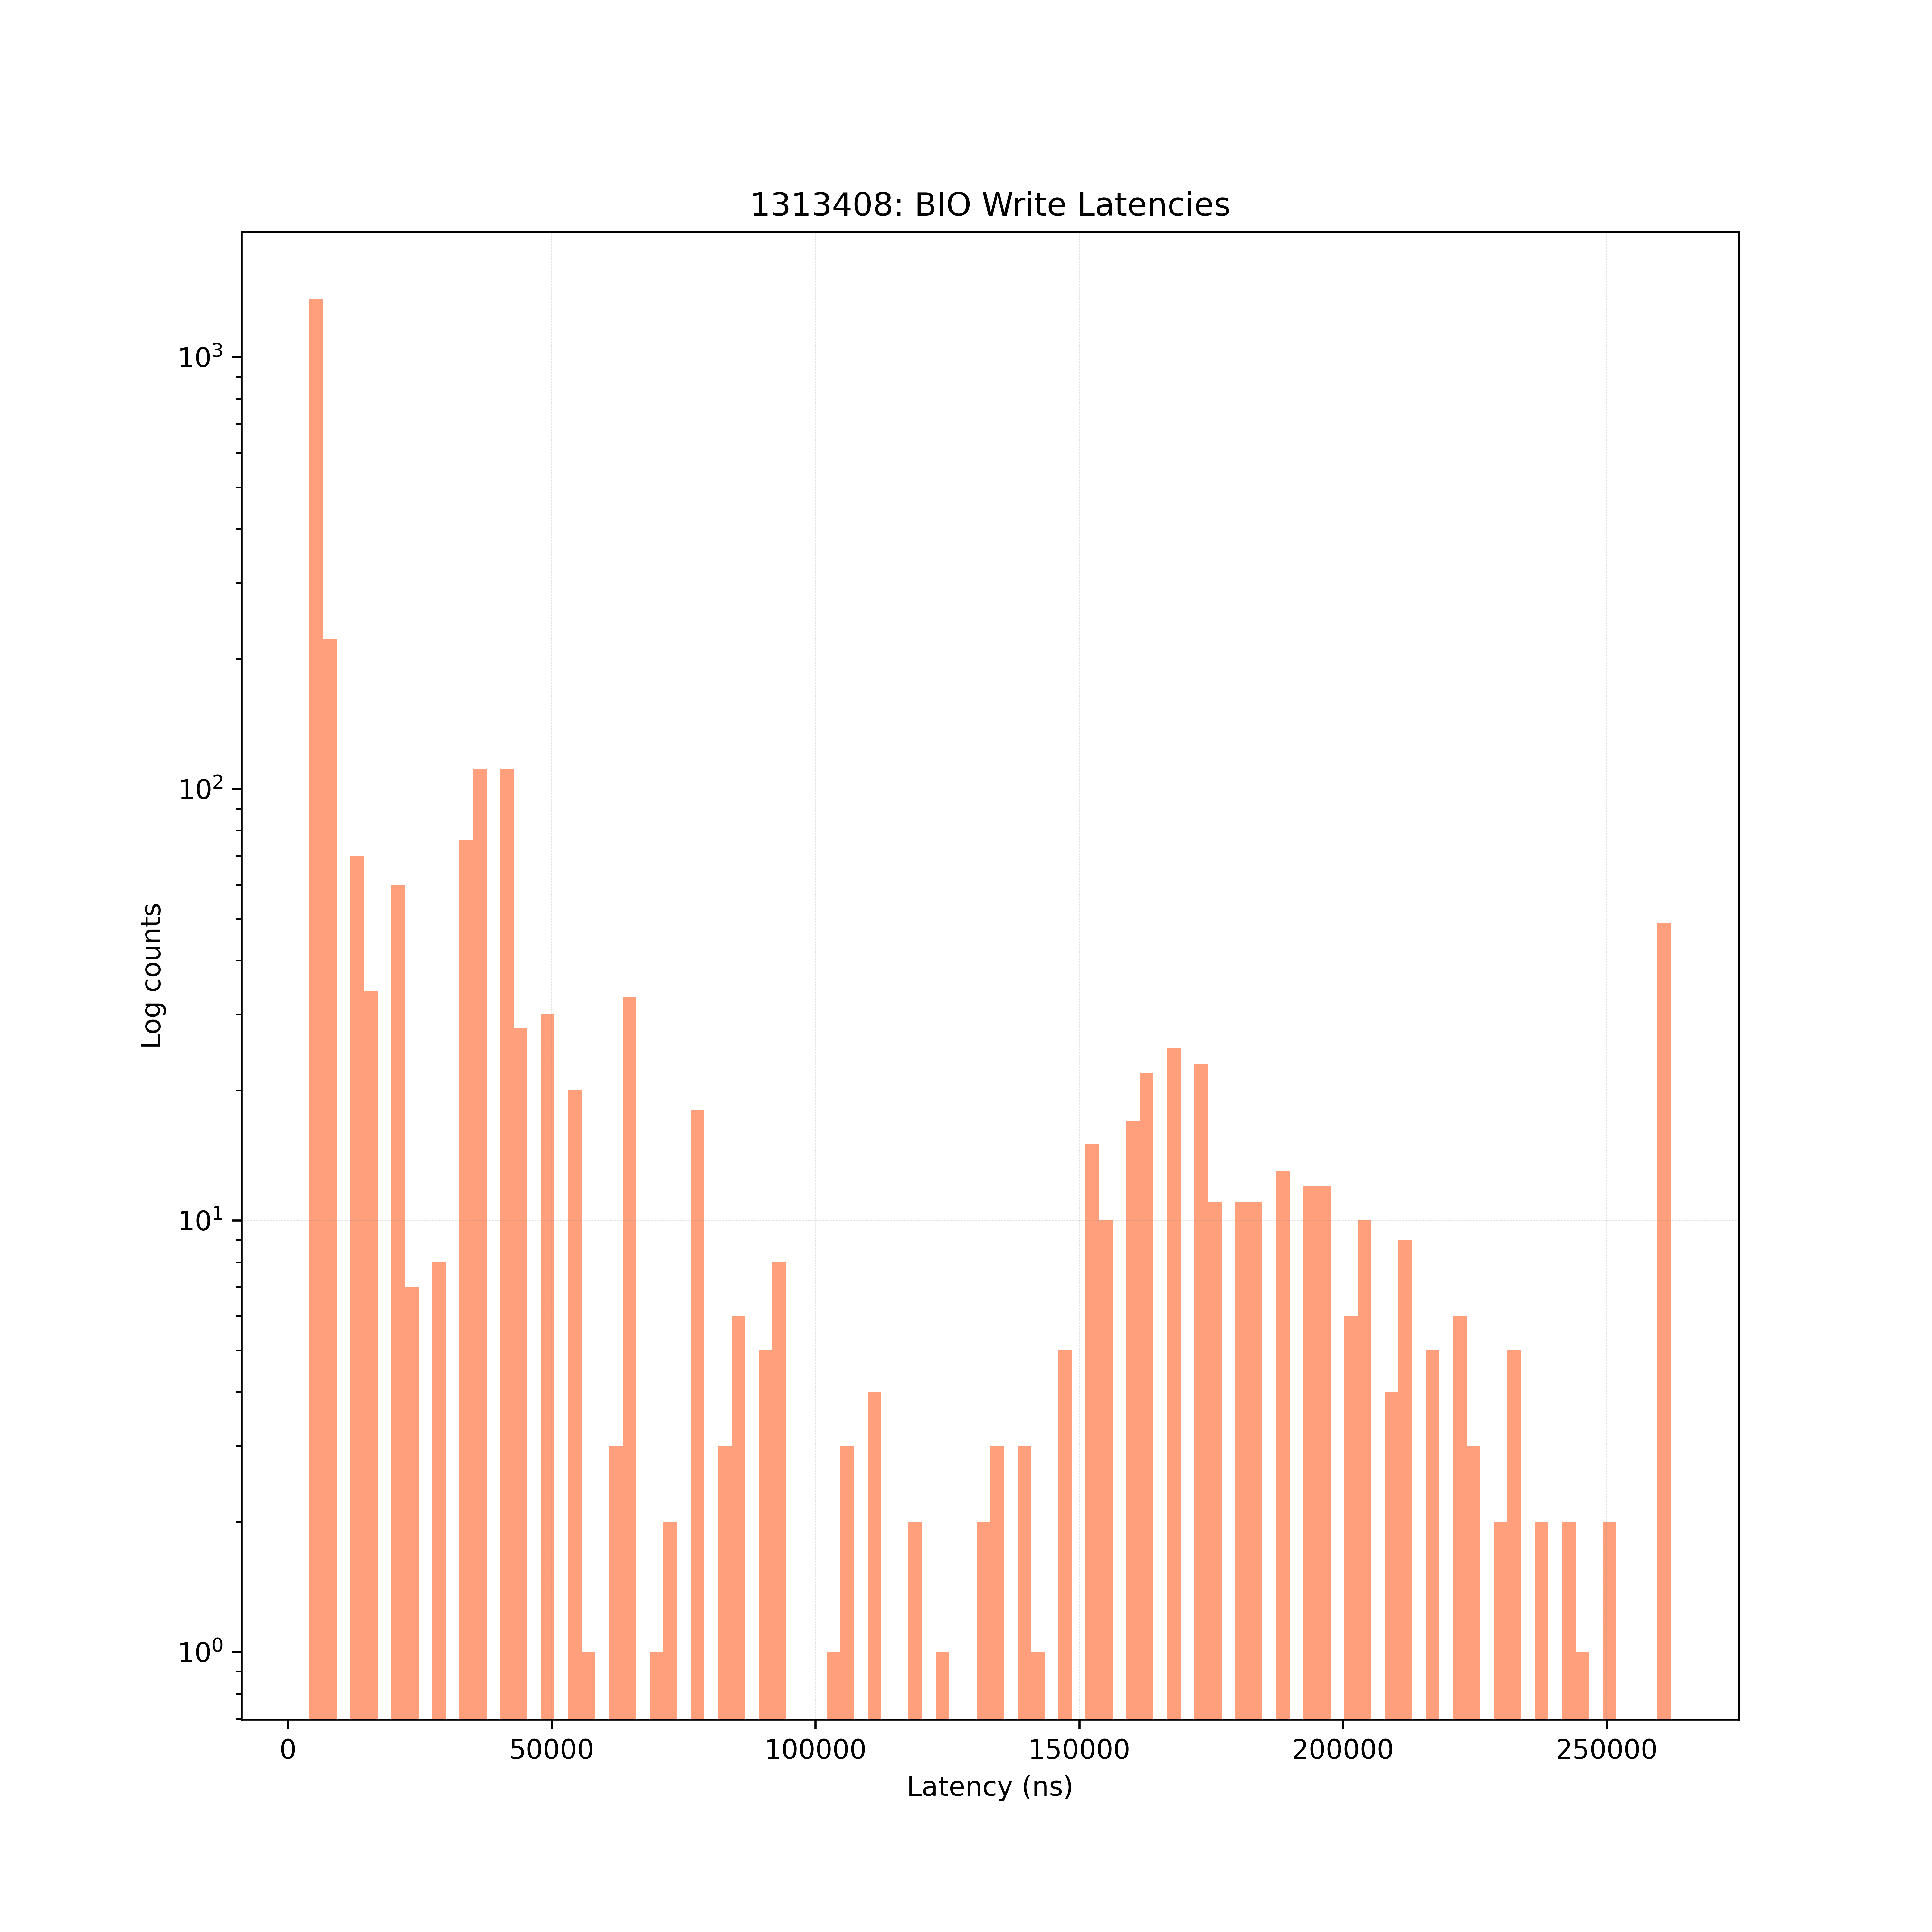 1313408: BIO Write Latencies
10³
10²
10¹
10⁰
Log counts
0 50000 100000 150000 200000 250000
Latency (ns)